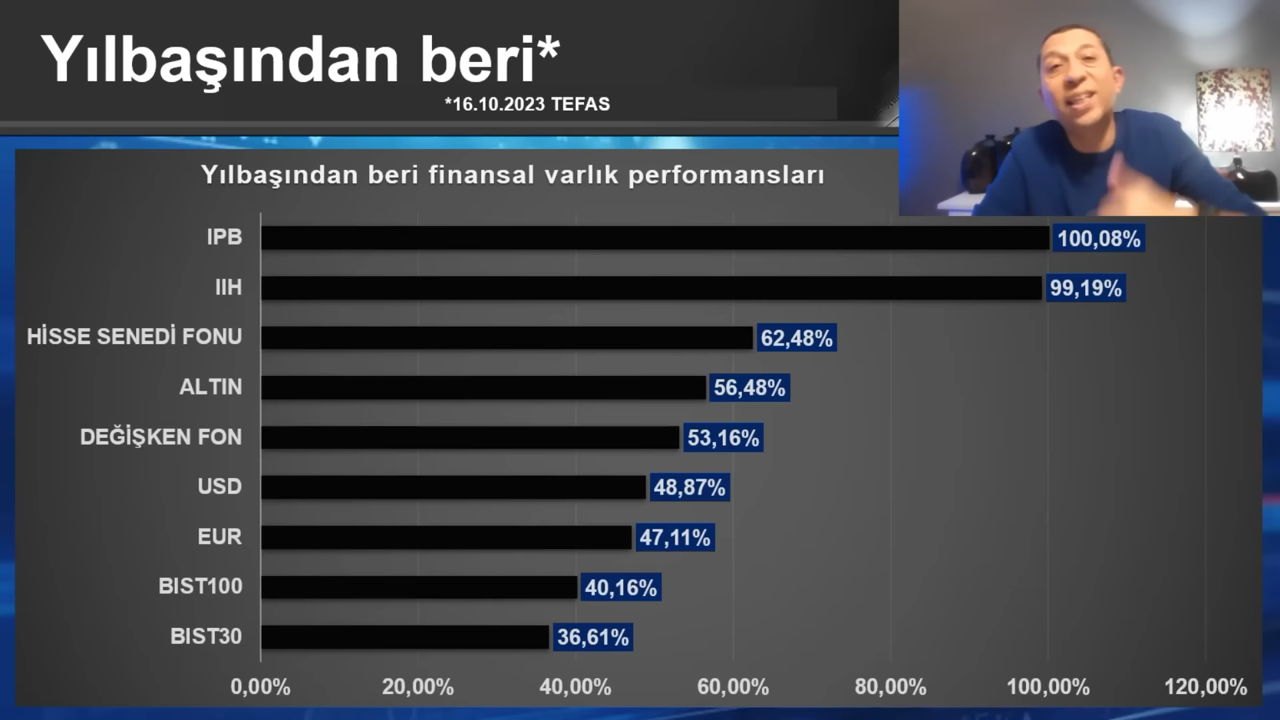 Yılbaşından beri*
*16.10.2023 TEFAS
Yılbaşından beri finansal varlık performansları
IPB 100,08%
IIH 99,19%
HİSSE SENEDİ FONU 62,48%
ALTIN 56,48%
DEĞİŞKEN FON 53,16%
USD 48,87%
EUR 47,11%
BIST100 40,16%
BIST30 36,61%
0,00% 20,00% 40,00% 60,00% 80,00% 100,00% 120,00%